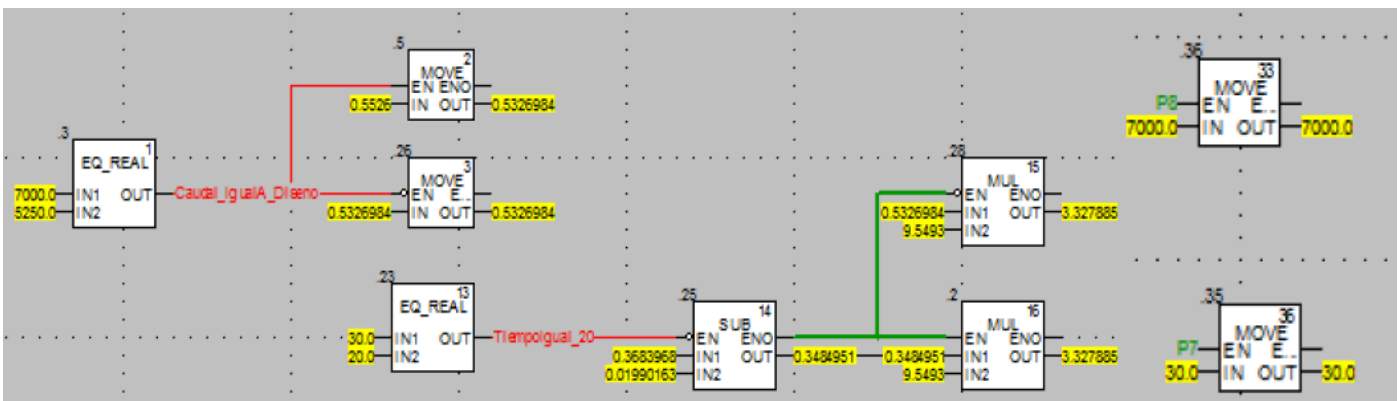 .5
2
MOVE
EN ENO
0.5526 IN OUT 0.5326984
.3
1
EQ_REAL
7000.0 IN1 OUT Caudal_IgualA_Diseno
5250.0 IN2
.26
3
MOVE
EN E...
0.5326984 IN OUT 0.5326984
.28
15
MUL
EN ENO
0.5326984 IN1 OUT 3.327885
9.5493 IN2
.36
33
MOVE
P8 EN E...
7000.0 IN OUT 7000.0
.23
13
EQ_REAL
30.0 IN1 OUT TiempoIgual_20
20.0 IN2
.25
14
SUB
EN ENO
0.3683968 IN1 OUT 0.3484951
0.01990163 IN2
.2
16
MUL
EN ENO
0.3484951 IN1 OUT 3.327885
9.5493 IN2
.35
36
MOVE
P7 EN E...
30.0 IN OUT 30.0